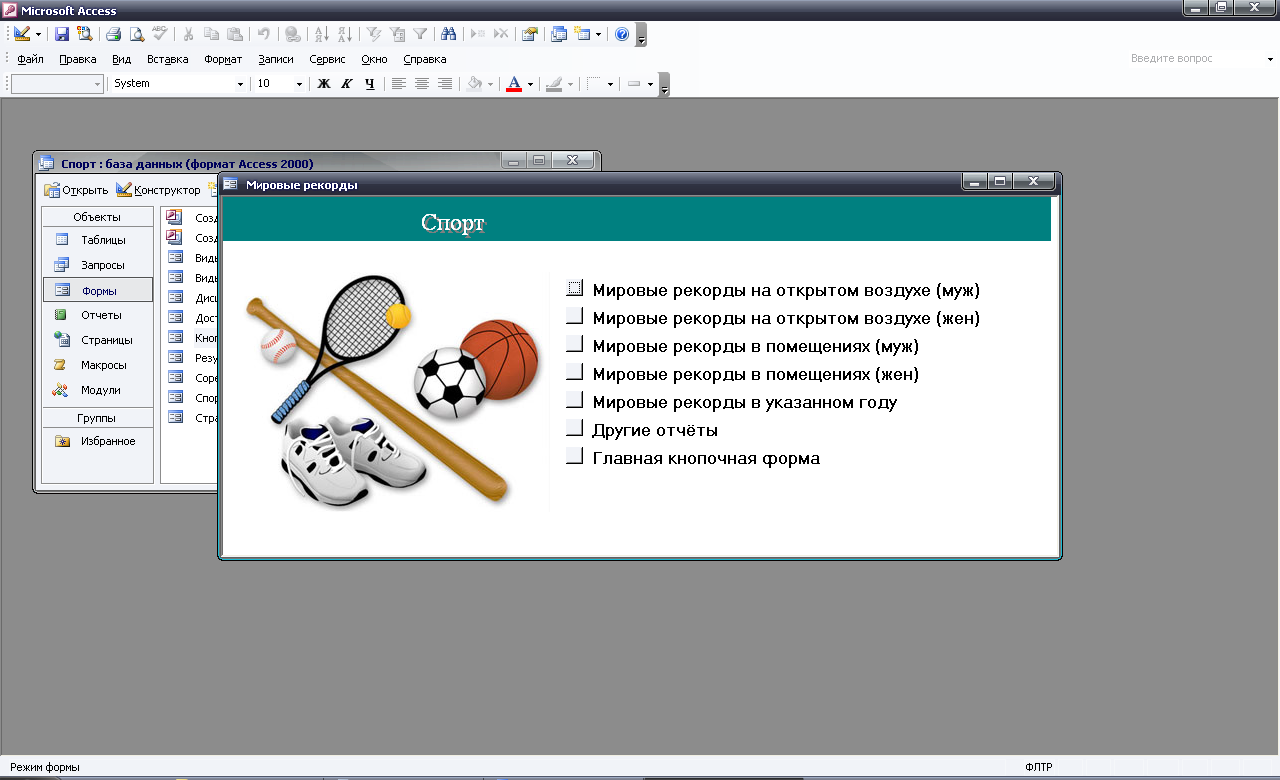 Microsoft Access
Файл Правка Вид Вставка Формат Записи Сервис Окно Справка
Введите вопрос
System 10 Ж К Ч A
Спорт : база данных (формат Access 2000)
Открыть Конструктор
Объекты
Таблицы
Запросы
Формы
Отчеты
Страницы
Макросы
Модули
Группы
Избранное
Мировые рекорды
Спорт
Мировые рекорды на открытом воздухе (муж)
Мировые рекорды на открытом воздухе (жен)
Мировые рекорды в помещениях (муж)
Мировые рекорды в помещениях (жен)
Мировые рекорды в указанном году
Другие отчёты
Главная кнопочная форма
Режим формы
ФЛТР